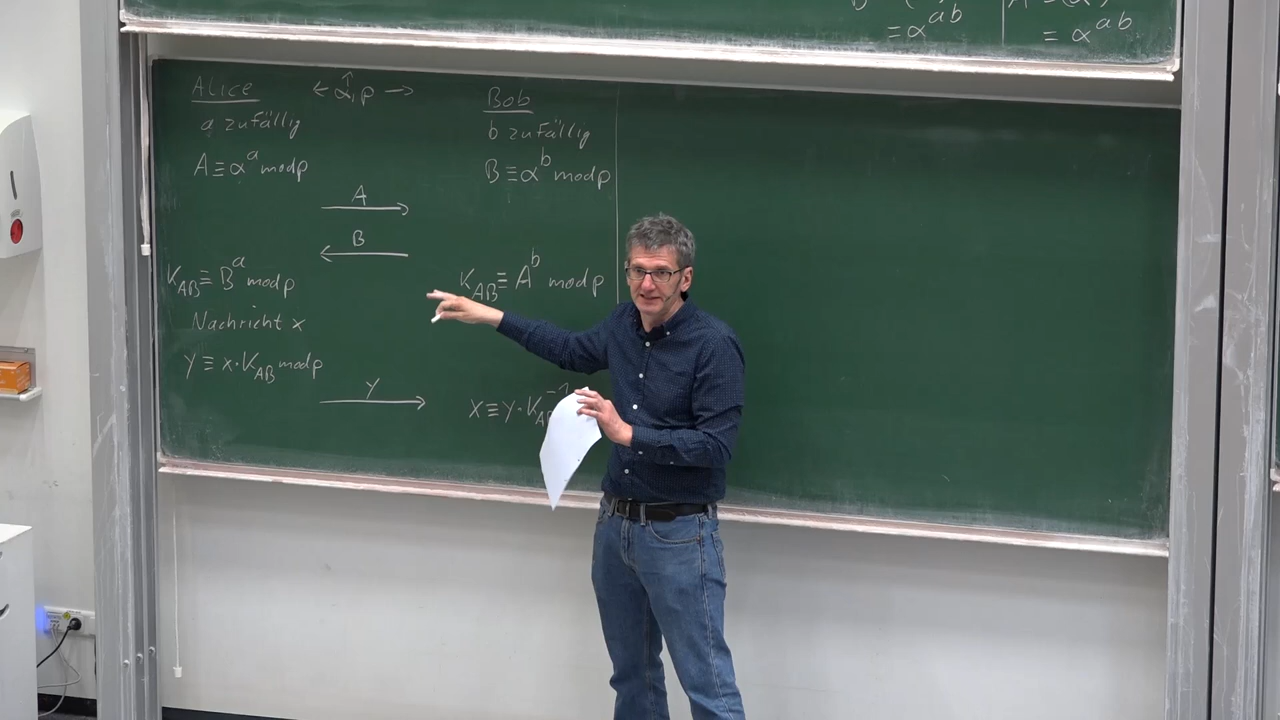 = α^ab
= α^ab
Alice
← α, p →
Bob
a zufällig
b zufällig
A ≡ α^a mod p
B ≡ α^b mod p
A
B
K_AB ≡ B^a mod p
K_AB ≡ A^b mod p
Nachricht x
y ≡ x · K_AB mod p
y
x ≡ y · K_AB^-1